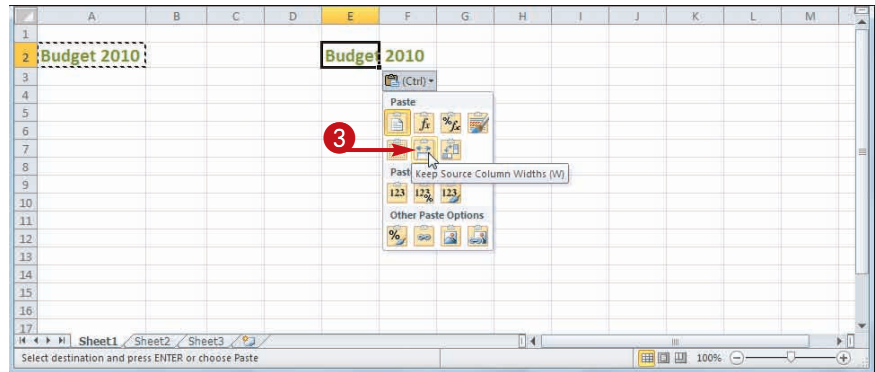 A B C D E F G H I J K L M
1
2 Budget 2010 Budget 2010
3 (Ctrl)
4 Paste
5
6
7
3
8 Past Keep Source Column Widths (W)
9
10
11 Other Paste Options
12
13
14
15
16
17
Sheet1 Sheet2 Sheet3
Select destination and press ENTER or choose Paste 100%